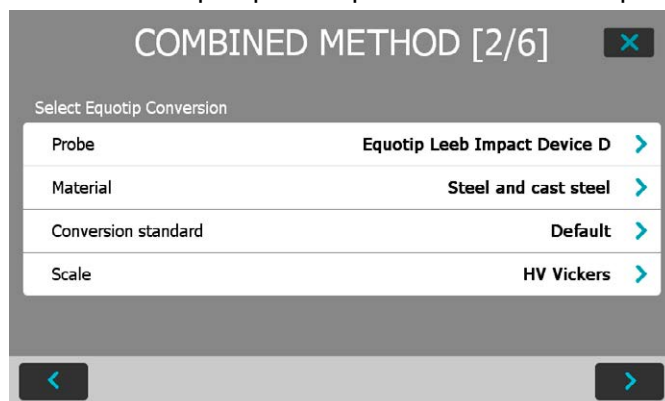 COMBINED METHOD [2/6]
Select Equotip Conversion
Probe Equotip Leeb Impact Device D
Material Steel and cast steel
Conversion standard Default
Scale HV Vickers